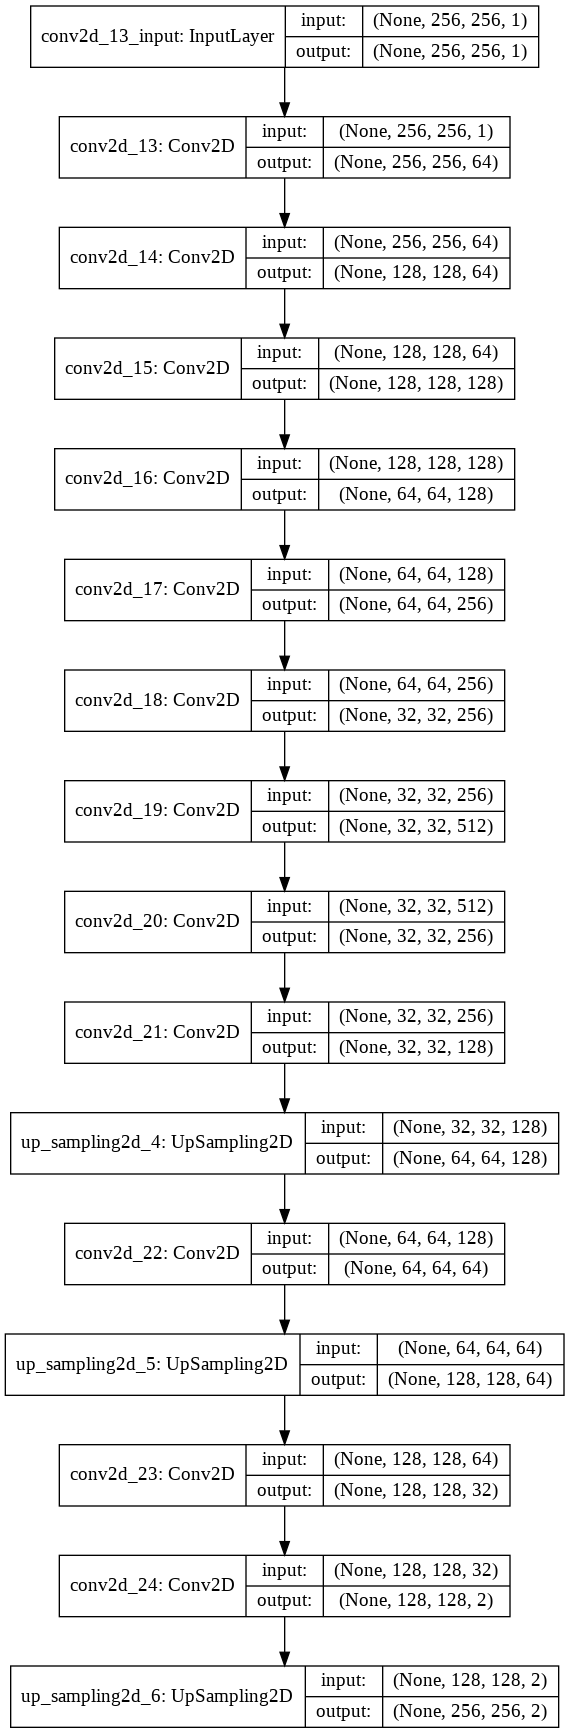 conv2d_13_input: InputLayer
input: (None, 256, 256, 1)
output: (None, 256, 256, 1)
conv2d_13: Conv2D
input: (None, 256, 256, 1)
output: (None, 256, 256, 64)
conv2d_14: Conv2D
input: (None, 256, 256, 64)
output: (None, 128, 128, 64)
conv2d_15: Conv2D
input: (None, 128, 128, 64)
output: (None, 128, 128, 128)
conv2d_16: Conv2D
input: (None, 128, 128, 128)
output: (None, 64, 64, 128)
conv2d_17: Conv2D
input: (None, 64, 64, 128)
output: (None, 64, 64, 256)
conv2d_18: Conv2D
input: (None, 64, 64, 256)
output: (None, 32, 32, 256)
conv2d_19: Conv2D
input: (None, 32, 32, 256)
output: (None, 32, 32, 512)
conv2d_20: Conv2D
input: (None, 32, 32, 512)
output: (None, 32, 32, 256)
conv2d_21: Conv2D
input: (None, 32, 32, 256)
output: (None, 32, 32, 128)
up_sampling2d_4: UpSampling2D
input: (None, 32, 32, 128)
output: (None, 64, 64, 128)
conv2d_22: Conv2D
input: (None, 64, 64, 128)
output: (None, 64, 64, 64)
up_sampling2d_5: UpSampling2D
input: (None, 64, 64, 64)
output: (None, 128, 128, 64)
conv2d_23: Conv2D
input: (None, 128, 128, 64)
output: (None, 128, 128, 32)
conv2d_24: Conv2D
input: (None, 128, 128, 32)
output: (None, 128, 128, 2)
up_sampling2d_6: UpSampling2D
input: (None, 128, 128, 2)
output: (None, 256, 256, 2)